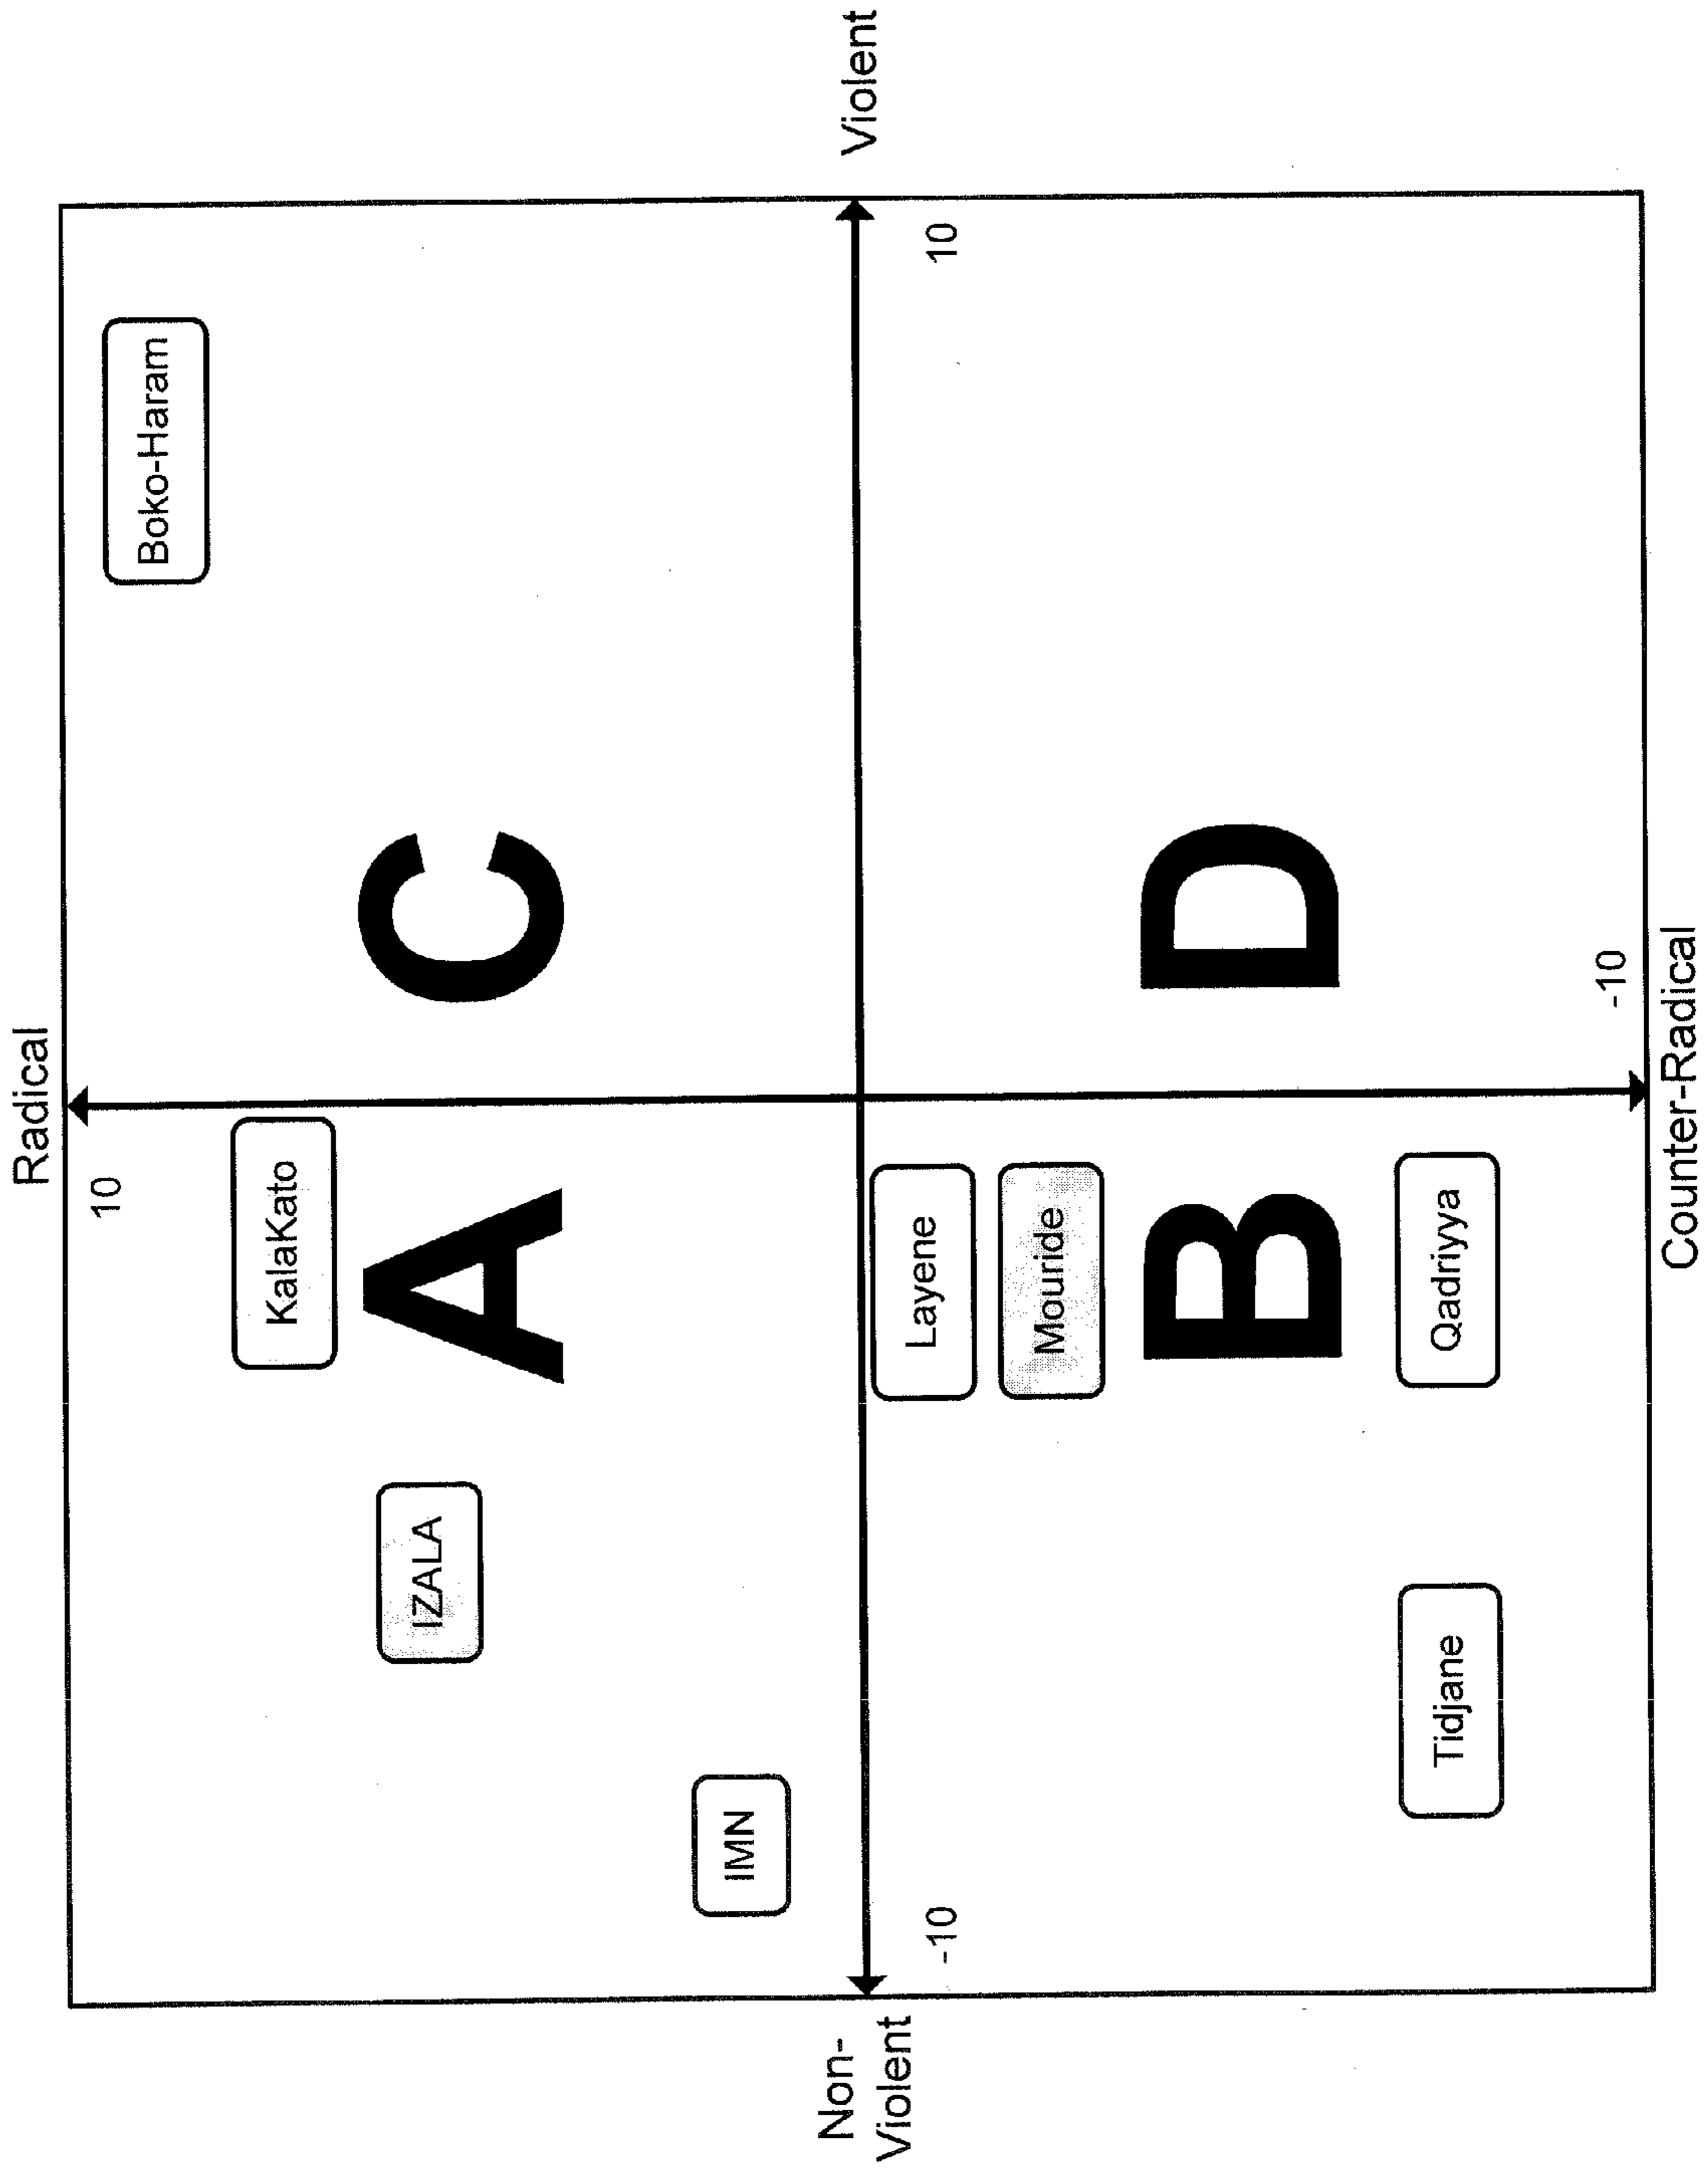 Radical
10
Boko-Haram
KalaKato
C
A
IZALA
IMN
Non-
Violent
Violent
-10
10
Layene
Mouride
B
D
Tidjane
Qadriyya
-10
Counter-Radical